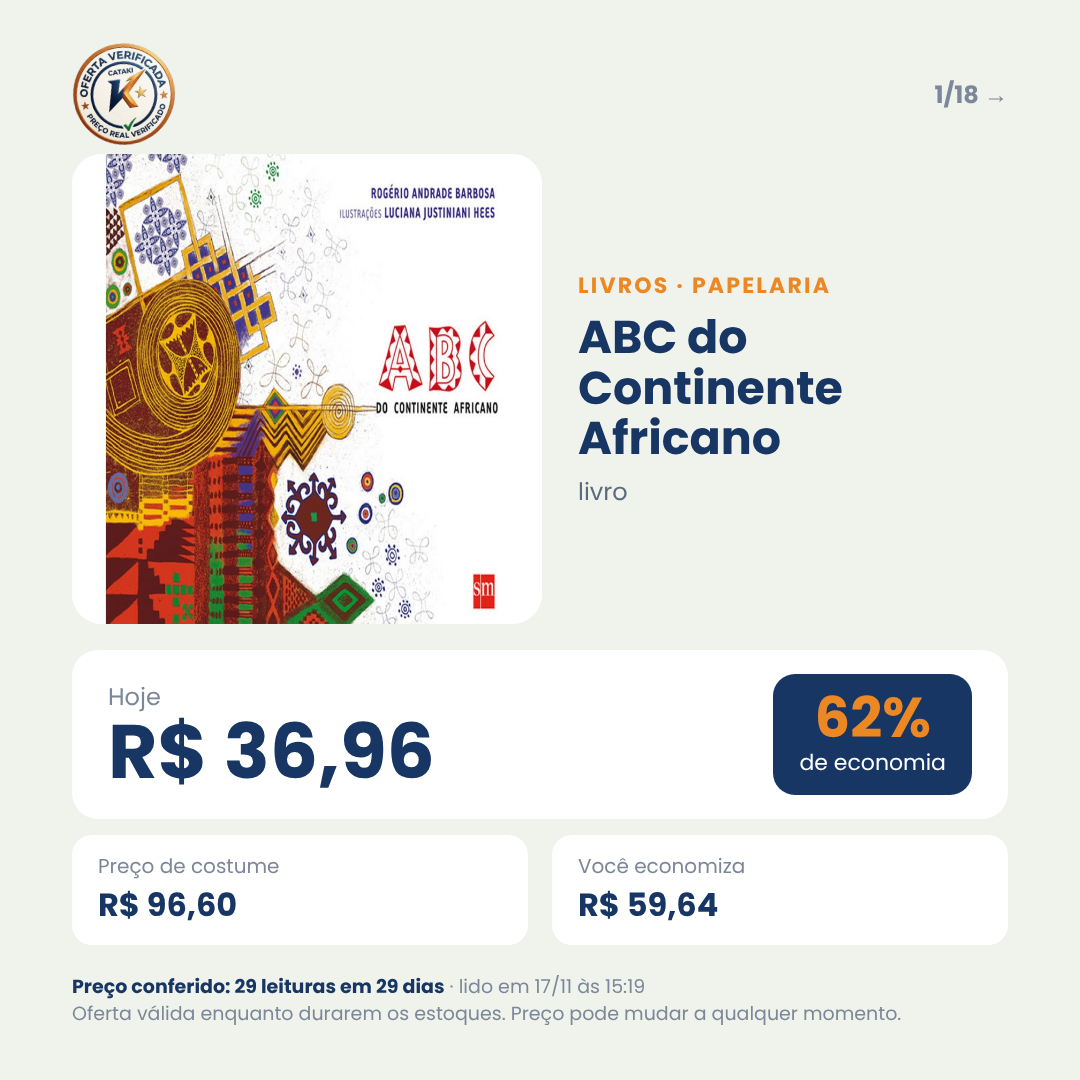 OFERTA VERIFICADA
CATAKI
K
PREÇO REAL VERIFICADO
1/18 →
ROGÉRIO ANDRADE BARBOSA
ILUSTRAÇÕES LUCIANA JUSTINIANI HEES
ABC
DO CONTINENTE AFRICANO
sm
LIVROS · PAPELARIA
ABC do
Continente
Africano
livro
Hoje
R$ 36,96
62%
de economia
Preço de costume
R$ 96,60
Você economiza
R$ 59,64
Preço conferido: 29 leituras em 29 dias · lido em 17/11 às 15:19
Oferta válida enquanto durarem os estoques. Preço pode mudar a qualquer momento.